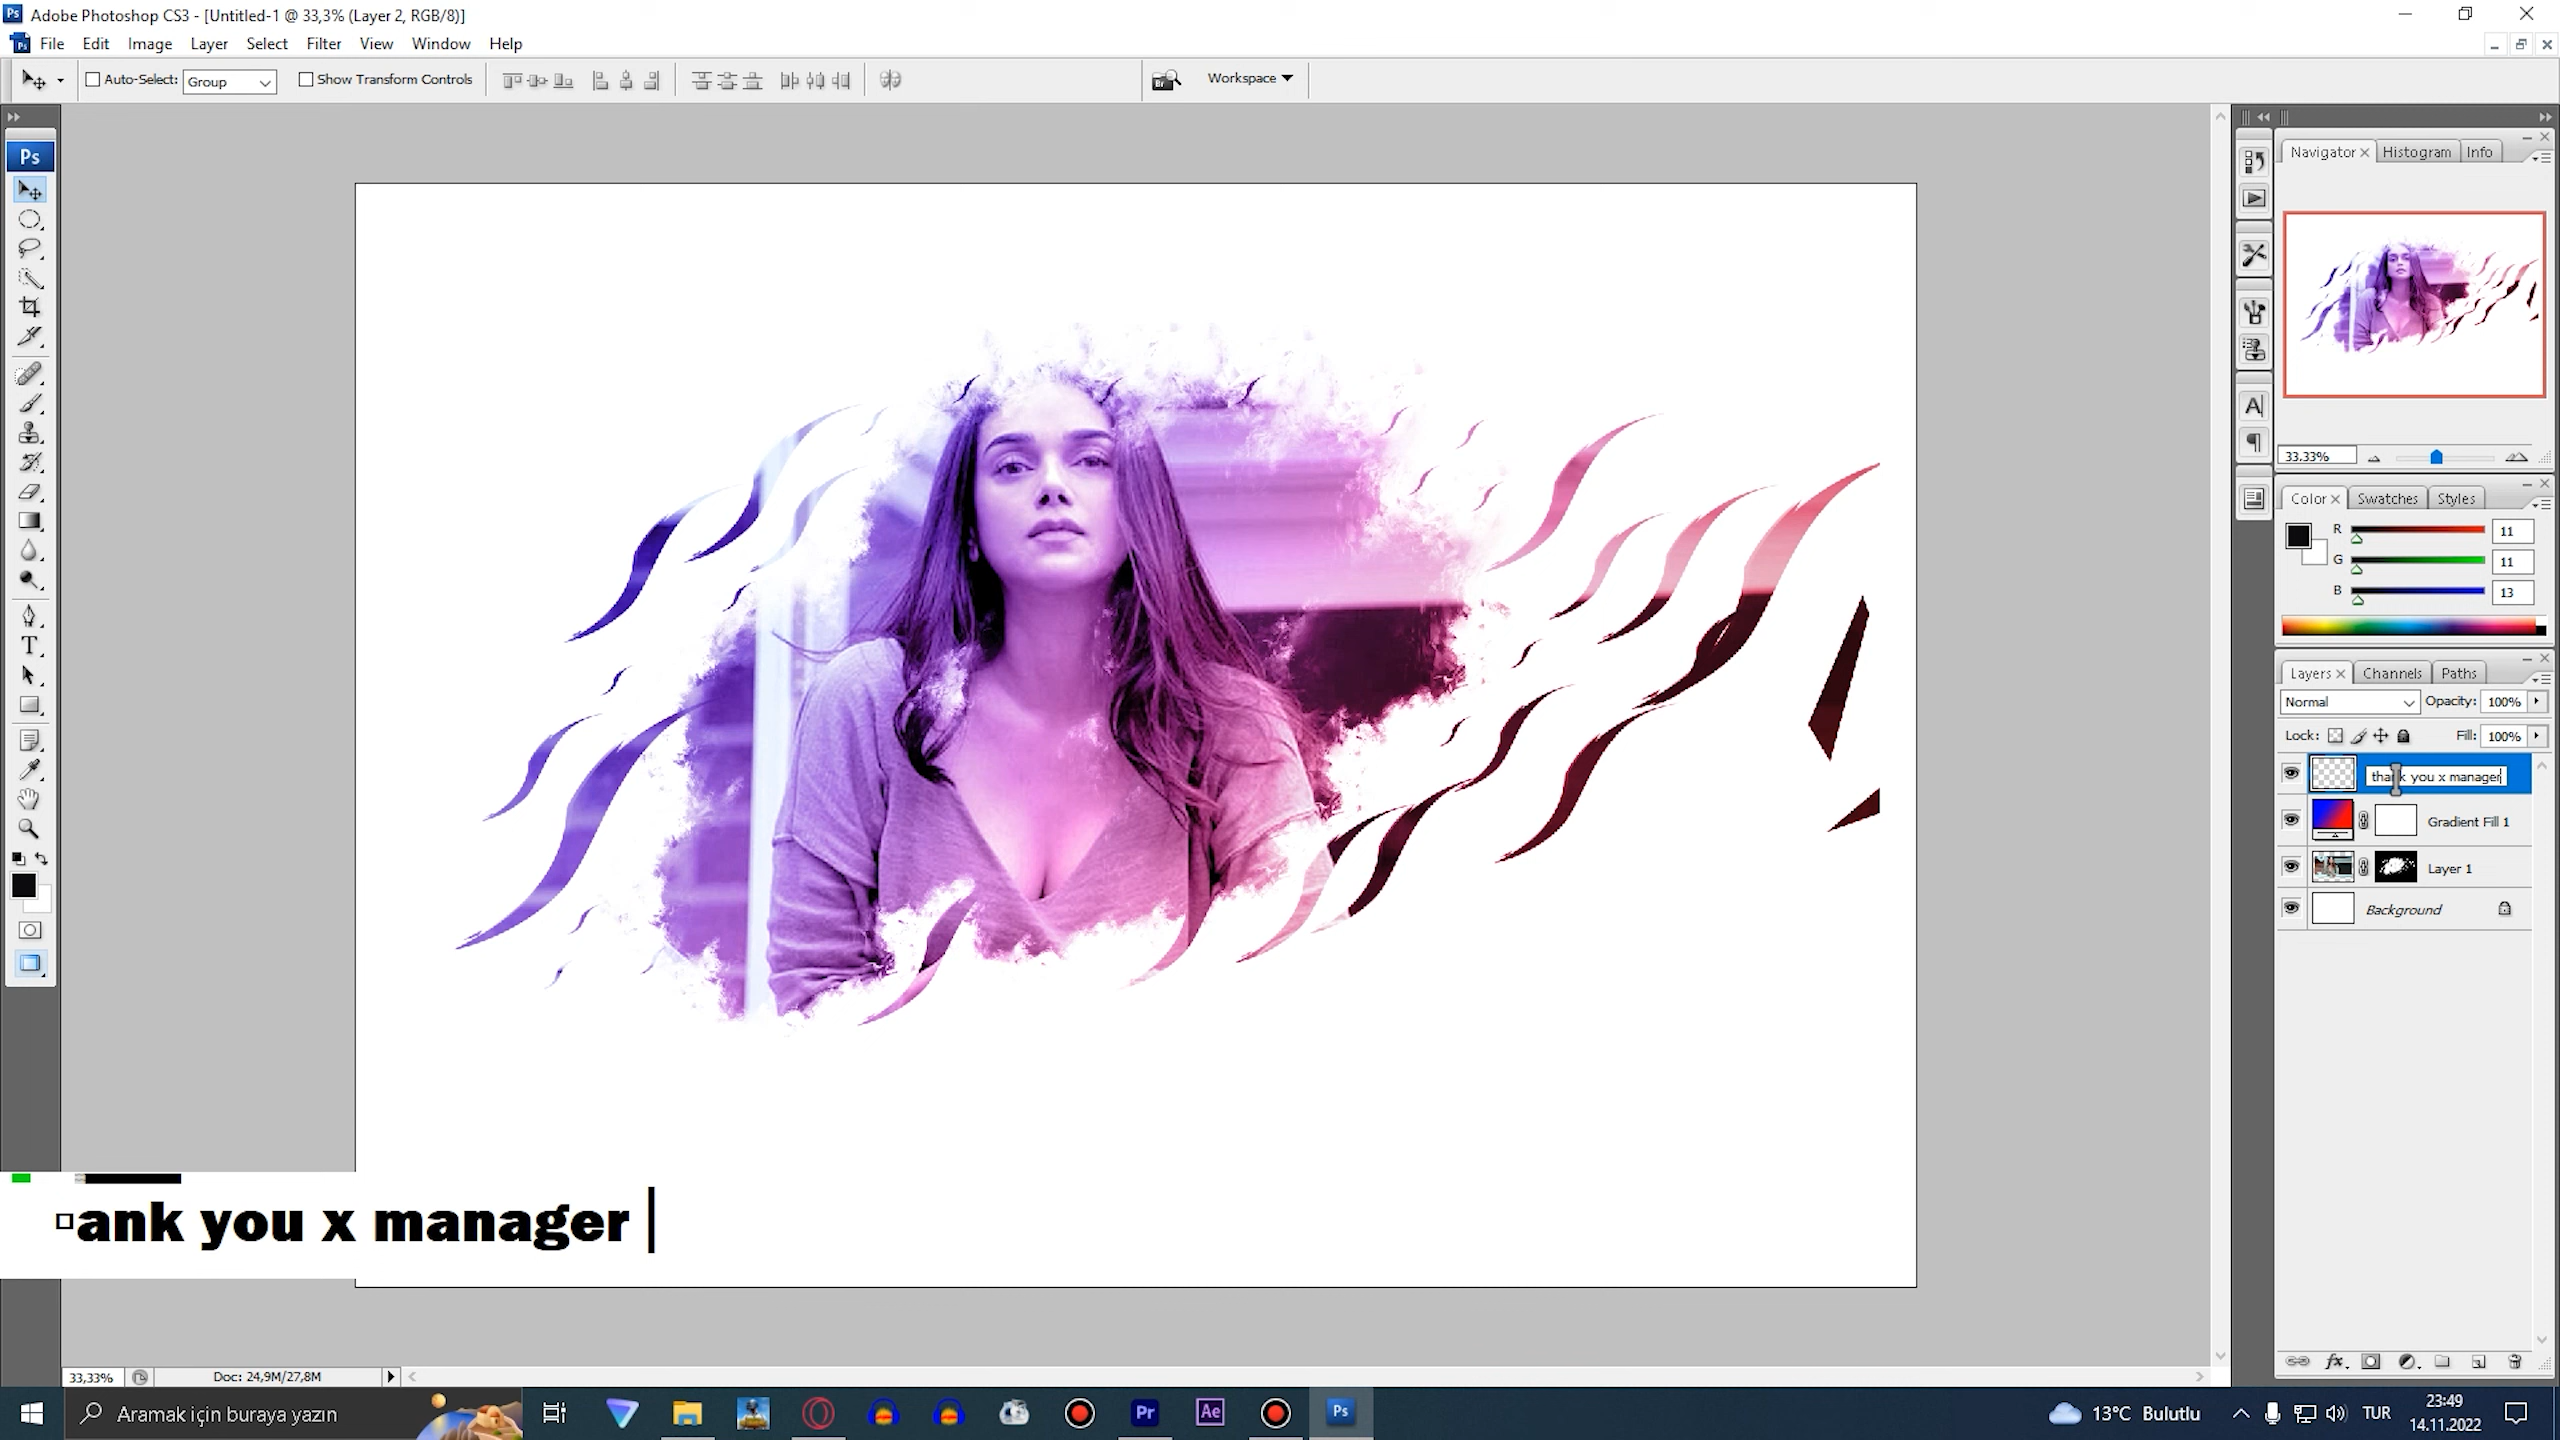 Adobe Photoshop CS3 - [Untitled-1 @ 33,3% (Layer 2, RGB/8)]
File Edit Image Layer Select Filter View Window Help
Auto-Select: Group Show Transform Controls Workspace
Ps
Navigator Histogram Info
33.33%
Color Swatches Styles
R 11
G 11
B 13
Layers Channels Paths
Normal Opacity: 100%
Lock: Fill: 100%
thank you x manager
Gradient Fill 1
Layer 1
Background
ank you x manager
33,33% Doc: 24,9M/27,8M
Aramak için buraya yazın
Pr Ae Ps
13°C Bulutlu
TUR
23:49
14.11.2022